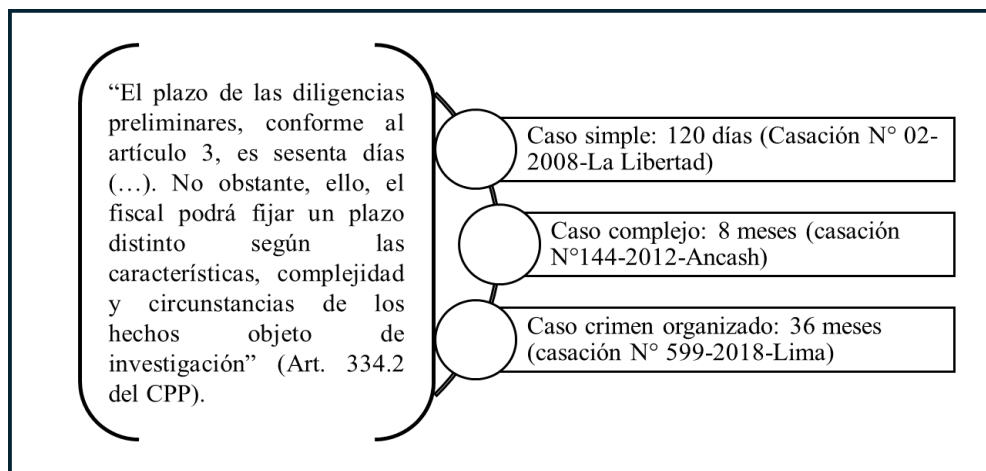 “El plazo de las diligencias
preliminares, conforme al
artículo 3, es sesenta días
(…). No obstante, ello, el
fiscal podrá fijar un plazo
distinto según las
características, complejidad
y circunstancias de los
hechos objeto de
investigación” (Art. 334.2
del CPP).
Caso simple: 120 días (Casación N° 02-
2008-La Libertad)
Caso complejo: 8 meses (casación
N°144-2012-Ancash)
Caso crimen organizado: 36 meses
(casación N° 599-2018-Lima)